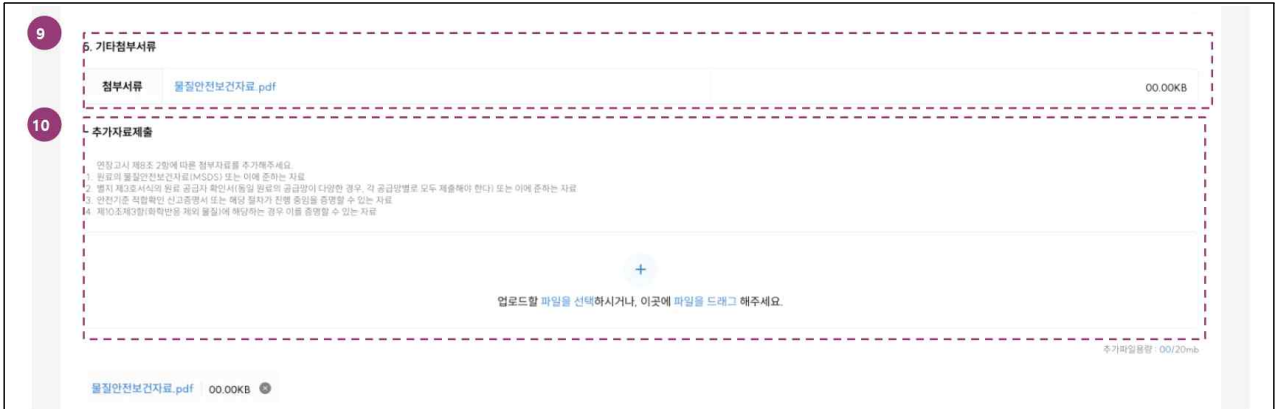 9
5. 기타첨부서류
첨부서류 물질안전보건자료.pdf 00.00KB
10
추가자료제출
연장고시 제8조 2항에 따른 첨부자료를 추가해주세요.
1. 원료의 물질안전보건자료(MSDS) 또는 이에 준하는 자료
2. 별지 제3호서식의 원료 공급자 확인서(동일 원료의 공급망이 다양한 경우, 각 공급망별로 모두 제출해야 한다) 또는 이에 준하는 자료
3. 안전기준 적합확인 신고증명서 또는 해당 절차가 진행 중임을 증명할 수 있는 자료
4. 제10조제3항(화학반응 제외 물질)에 해당하는 경우 이를 증명할 수 있는 자료
+
업로드할 파일을 선택하시거나, 이곳에 파일을 드래그 해주세요.
추가파일용량 : 00/20mb
물질안전보건자료.pdf 00.00KB